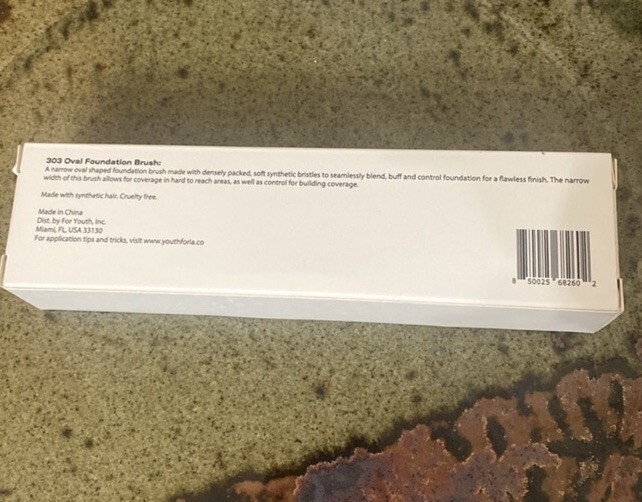 303 Oval Foundation Brush:
A narrow oval shaped foundation brush made with densely packed, soft synthetic bristles to seamlessly blend, buff and control foundation for a flawless finish. The narrow
width of this brush allows for coverage in hard to reach areas, as well as control for building coverage.
Made with synthetic hair. Cruelty free.
Made in China
Dist. by For Youth, Inc.
Miami, FL, USA 33130
For application tips and tricks, visit www.youthforia.co
8 50025 68260 2